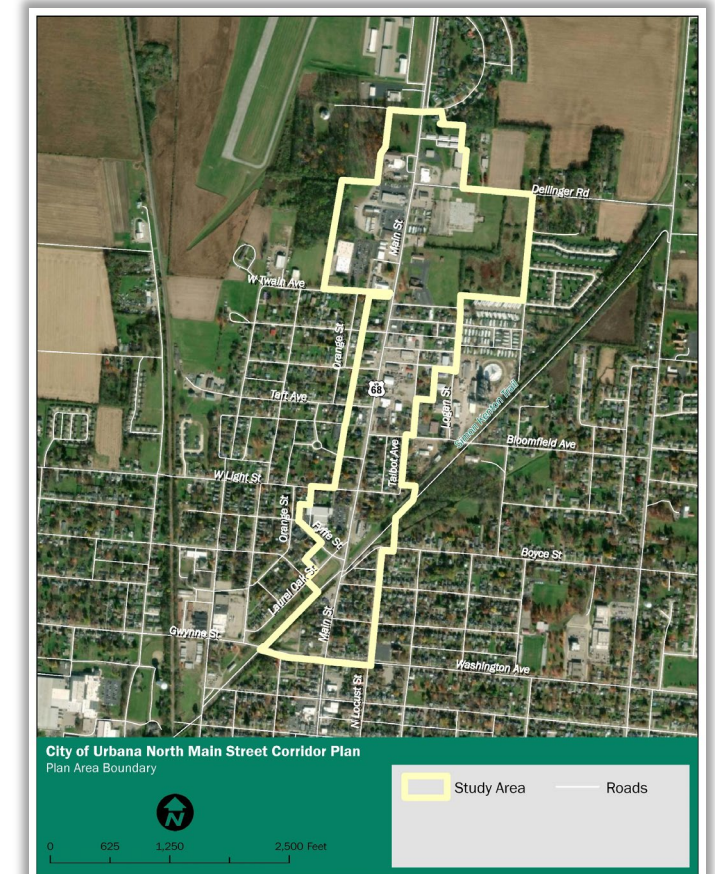 Dellinger Rd
Main St
W Twain Ave
Orange St
US
68
Taft Ave
Logan St
Simon Kenton Trail
Bloomfield Ave
Talbot Ave
W Light St
Orange St
Fyffe St
Boyce St
Laurel Oak St
Main St
Gwynne St
Washington Ave
N Locust St
City of Urbana North Main Street Corridor Plan
Plan Area Boundary
N
0 625 1,250 2,500 Feet
Study Area Roads